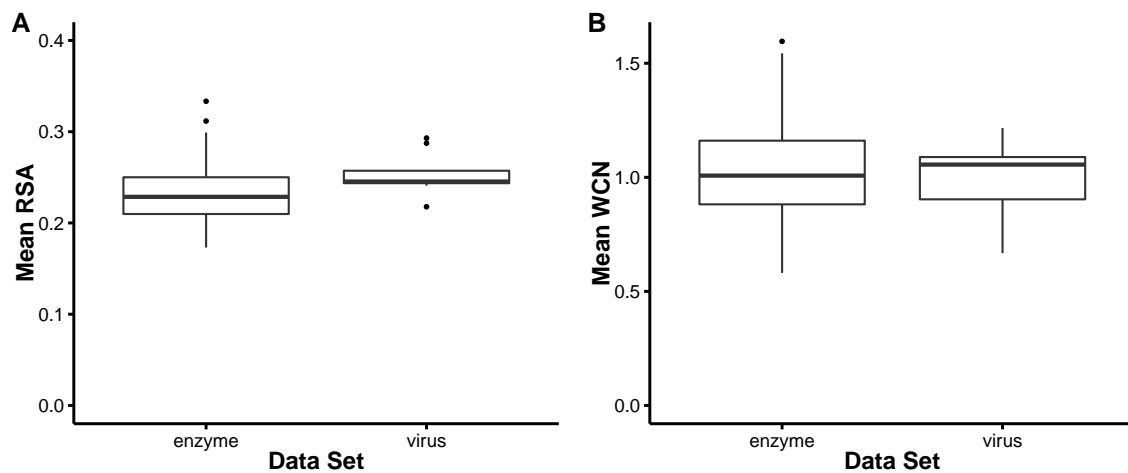 A
Mean RSA
0.4
0.3
0.2
0.1
0.0
enzyme virus
Data Set
B
Mean WCN
1.5
1.0
0.5
0.0
enzyme virus
Data Set